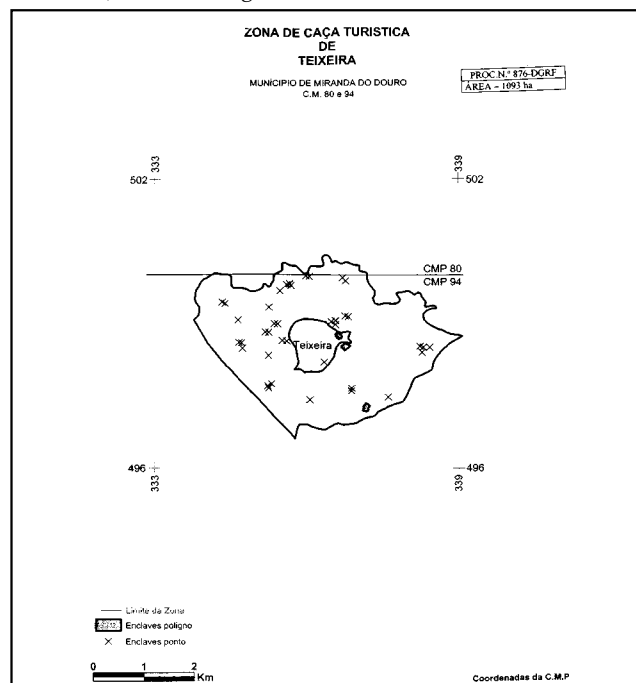 ZONA DE CAÇA TURISTICA
DE
TEIXEIRA
MUNICIPIO DE MIRANDA DO DOURO
C.M. 80 e 94
PROC.N.º 876-DGRF
ÁREA – 1093 ha
333
339
502
502
CMP 80
CMP 94
Teixeira
496
496
333
339
Limite da Zona
Enclaves poligno
Enclaves ponto
0 1 2
Km
Coordenadas da C.M.P